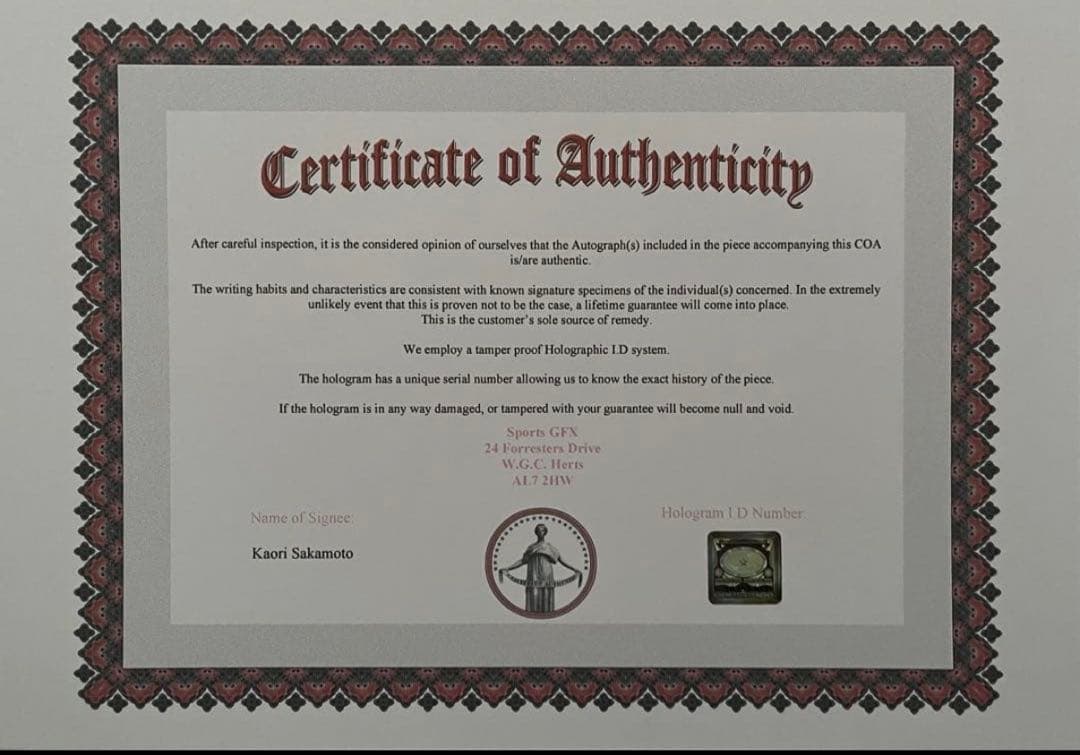 Certificate of Authenticity
After careful inspection, it is the considered opinion of ourselves that the Autograph(s) included in the piece accompanying this COA
is/are authentic.
The writing habits and characteristics are consistent with known signature specimens of the individual(s) concerned. In the extremely
unlikely event that this is proven not to be the case, a lifetime guarantee will come into place.
This is the customer's sole source of remedy.
We employ a tamper proof Holographic I.D system.
The hologram has a unique serial number allowing us to know the exact history of the piece.
If the hologram is in any way damaged, or tampered with your guarantee will become null and void.
Sports GFX
24 Forresters Drive
W.G.C. Herts
AL7 2HW
Name of Signee:
Hologram I.D Number:
Kaori Sakamoto